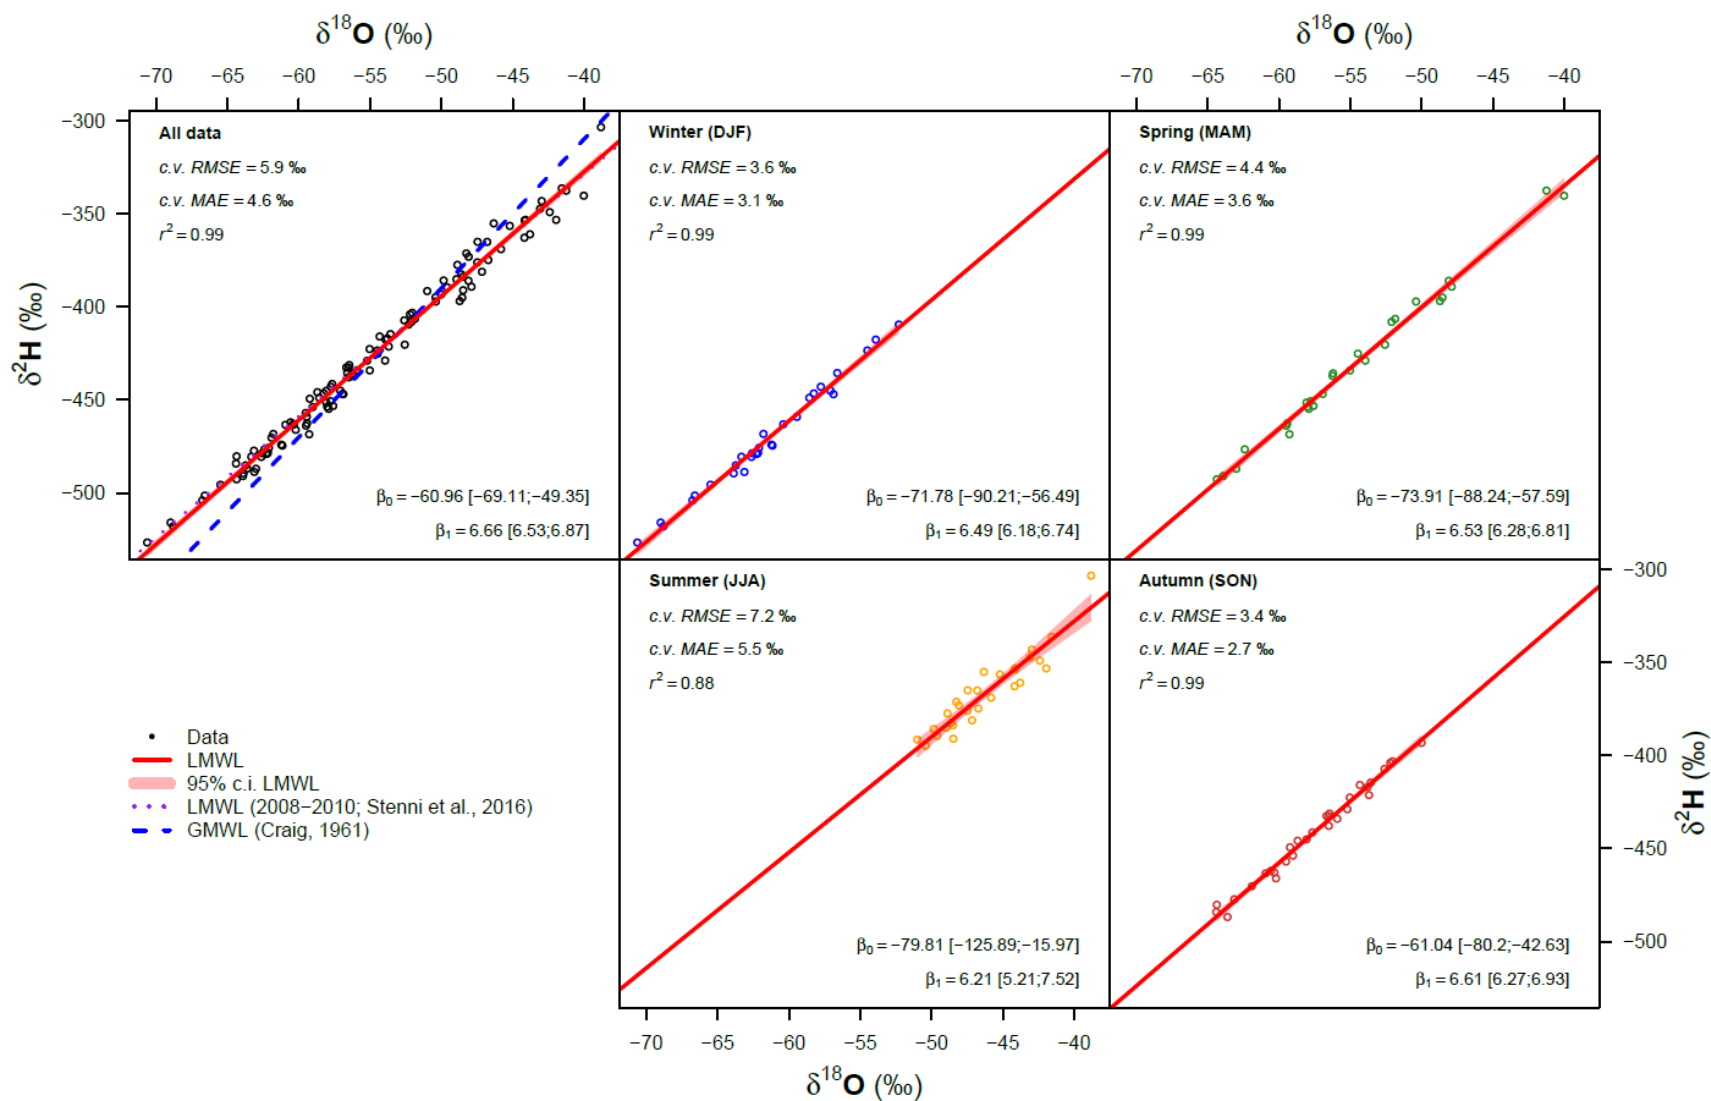 δ¹⁸O (‰)
δ¹⁸O (‰)
−70 −65 −60 −55 −50 −45 −40
−70 −65 −60 −55 −50 −45 −40
−300
−350
−400
−450
−500
δ²H (‰)
All data
c.v. RMSE = 5.9 ‰
c.v. MAE = 4.6 ‰
r² = 0.99
β₀ = −60.96 [−69.11;−49.35]
β₁ = 6.66 [6.53;6.87]
Winter (DJF)
c.v. RMSE = 3.6 ‰
c.v. MAE = 3.1 ‰
r² = 0.99
β₀ = −71.78 [−90.21;−56.49]
β₁ = 6.49 [6.18;6.74]
Spring (MAM)
c.v. RMSE = 4.4 ‰
c.v. MAE = 3.6 ‰
r² = 0.99
β₀ = −73.91 [−88.24;−57.59]
β₁ = 6.53 [6.28;6.81]
Data
LMWL
95% c.i. LMWL
LMWL (2008−2010; Stenni et al., 2016)
GMWL (Craig, 1961)
Summer (JJA)
c.v. RMSE = 7.2 ‰
c.v. MAE = 5.5 ‰
r² = 0.88
β₀ = −79.81 [−125.89;−15.97]
β₁ = 6.21 [5.21;7.52]
Autumn (SON)
c.v. RMSE = 3.4 ‰
c.v. MAE = 2.7 ‰
r² = 0.99
β₀ = −61.04 [−80.2;−42.63]
β₁ = 6.61 [6.27;6.93]
−300
−350
−400
−450
−500
δ²H (‰)
−70 −65 −60 −55 −50 −45 −40
δ¹⁸O (‰)